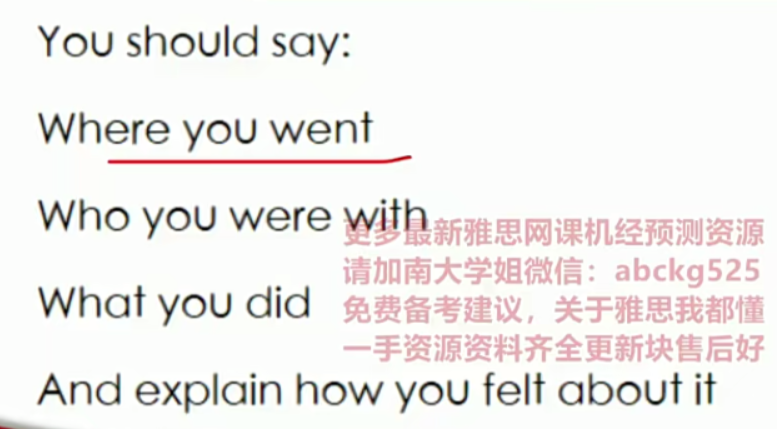 You should say:
Where you went
Who you were with
更多最新雅思网课机经预测资源
请加南大学姐微信：abckg525
What you did
免费备考建议，关于雅思我都懂
一手资源资料齐全更新块售后好
And explain how you felt about it